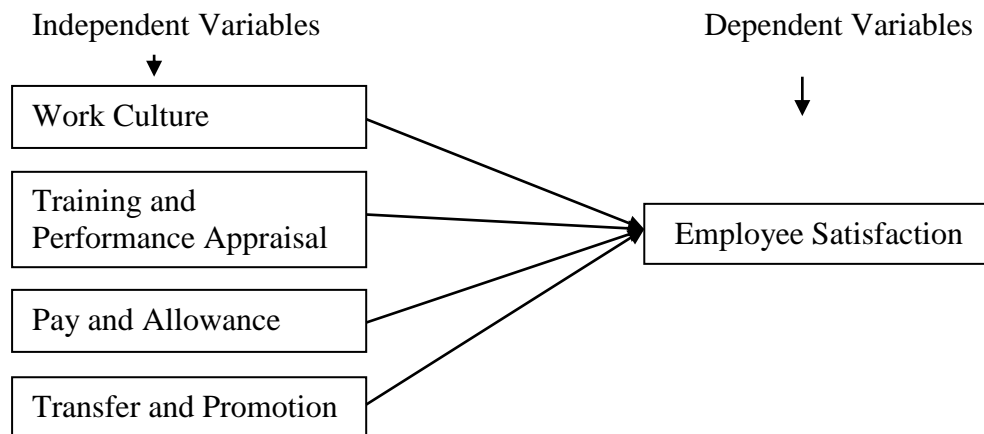 Independent Variables
Dependent Variables
Work Culture
Training and
Performance Appraisal
Employee Satisfaction
Pay and Allowance
Transfer and Promotion